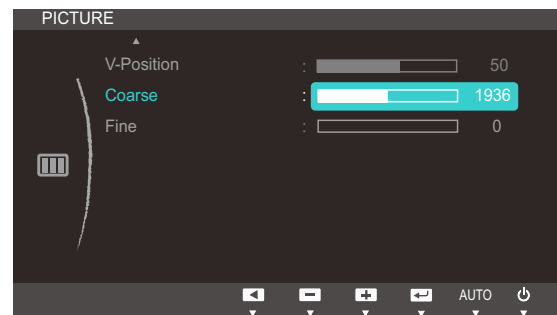 PICTURE
V-Position : 50
Coarse : 1936
Fine : 0
AUTO